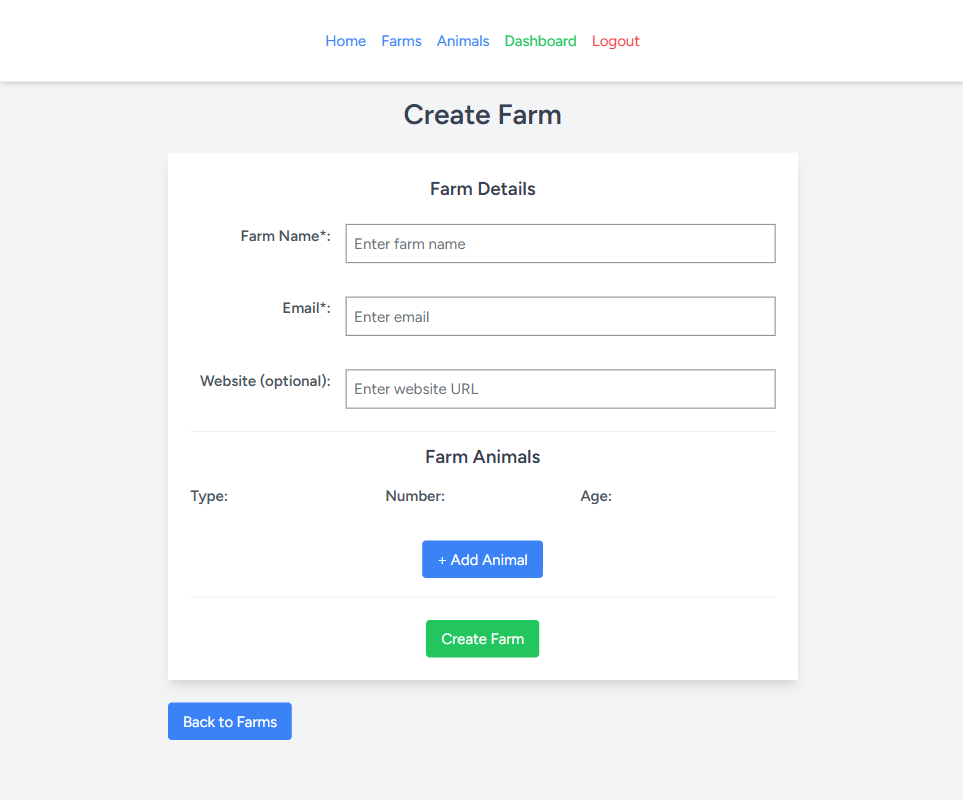 Home Farms Animals Dashboard Logout
Create Farm
Farm Details
Farm Name*: Enter farm name
Email*: Enter email
Website (optional): Enter website URL
Farm Animals
Type: Number: Age:
+ Add Animal
Create Farm
Back to Farms